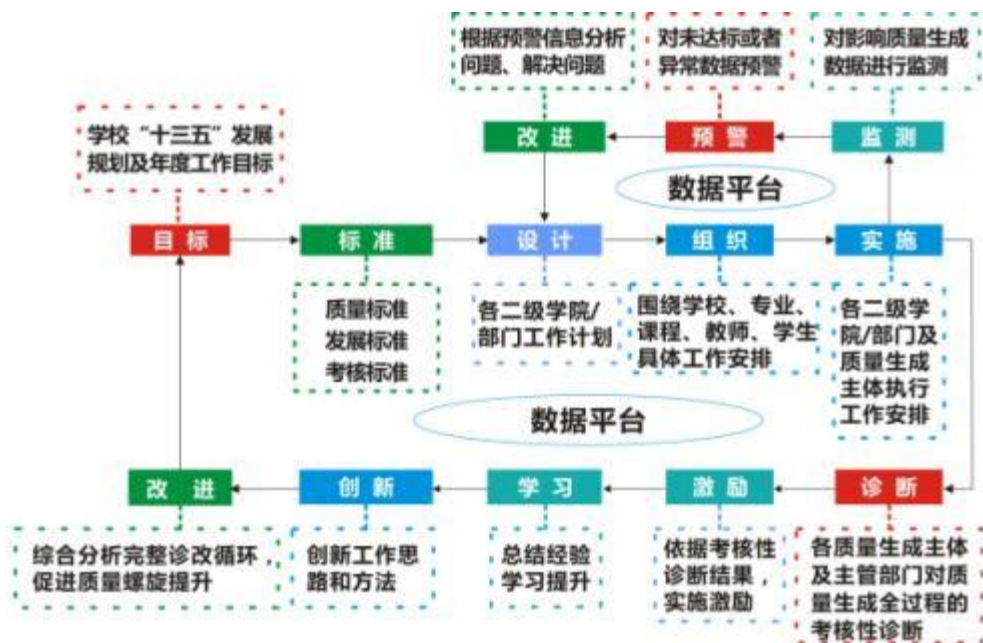 根据预警信息分析
问题、解决问题
对未达标或者
异常数据预警
对影响质量生成
数据进行监测
学校“十三五”发展
规划及年度工作目标
改进
预警
监测
数据平台
目标
标准
设计
组织
实施
质量标准
发展标准
考核标准
各二级学院/
部门工作计划
围绕学校、专业、
课程、教师、学生
具体工作安排
各二级学
院/部门及
质量生成
主体执行
工作安排
数据平台
改进
创新
学习
激励
诊断
综合分析完整诊改循环，
促进质量螺旋提升
创新工作思
路和方法
总结经验
学习提升
依据考核性
诊断结果，
实施激励
各质量生成主体
及主管部门对质
量生成全过程的
考核性诊断